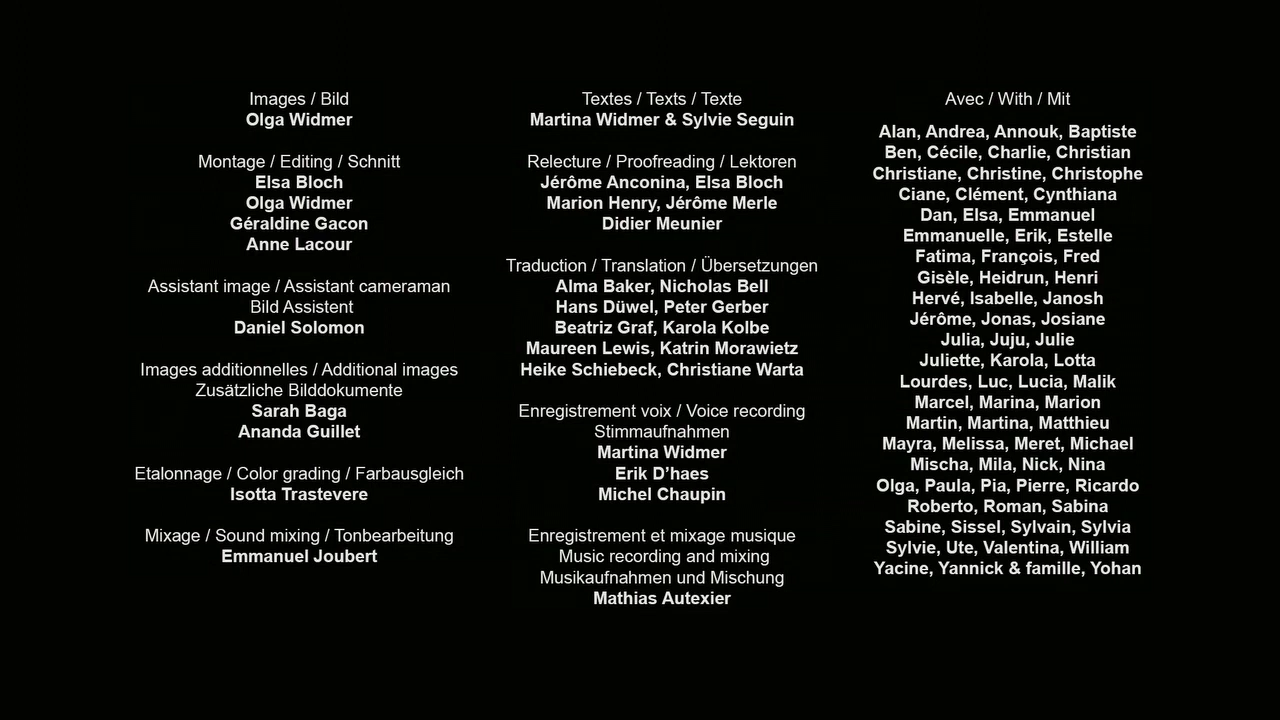 Images / Bild
Olga Widmer
Montage / Editing / Schnitt
Elsa Bloch
Olga Widmer
Géraldine Gacon
Anne Lacour
Assistant image / Assistant cameraman
Bild Assistent
Daniel Solomon
Images additionnelles / Additional images
Zusätzliche Bilddokumente
Sarah Baga
Ananda Guillet
Etalonnage / Color grading / Farbausgleich
Isotta Trastevere
Mixage / Sound mixing / Tonbearbeitung
Emmanuel Joubert
Textes / Texts / Texte
Martina Widmer & Sylvie Seguin
Relecture / Proofreading / Lektoren
Jérôme Anconina, Elsa Bloch
Marion Henry, Jérôme Merle
Didier Meunier
Traduction / Translation / Übersetzungen
Alma Baker, Nicholas Bell
Hans Düwel, Peter Gerber
Beatriz Graf, Karola Kolbe
Maureen Lewis, Katrin Morawietz
Heike Schiebeck, Christiane Warta
Enregistrement voix / Voice recording
Stimmaufnahmen
Martina Widmer
Erik D’haes
Michel Chaupin
Enregistrement et mixage musique
Music recording and mixing
Musikaufnahmen und Mischung
Mathias Autexier
Avec / With / Mit
Alan, Andrea, Annouk, Baptiste
Ben, Cécile, Charlie, Christian
Christiane, Christine, Christophe
Ciane, Clément, Cynthiana
Dan, Elsa, Emmanuel
Emmanuelle, Erik, Estelle
Fatima, François, Fred
Gisèle, Heidrun, Henri
Hervé, Isabelle, Janosh
Jérôme, Jonas, Josiane
Julia, Juju, Julie
Juliette, Karola, Lotta
Lourdes, Luc, Lucia, Malik
Marcel, Marina, Marion
Martin, Martina, Matthieu
Mayra, Melissa, Meret, Michael
Mischa, Mila, Nick, Nina
Olga, Paula, Pia, Pierre, Ricardo
Roberto, Roman, Sabina
Sabine, Sissel, Sylvain, Sylvia
Sylvie, Ute, Valentina, William
Yacine, Yannick & famille, Yohan